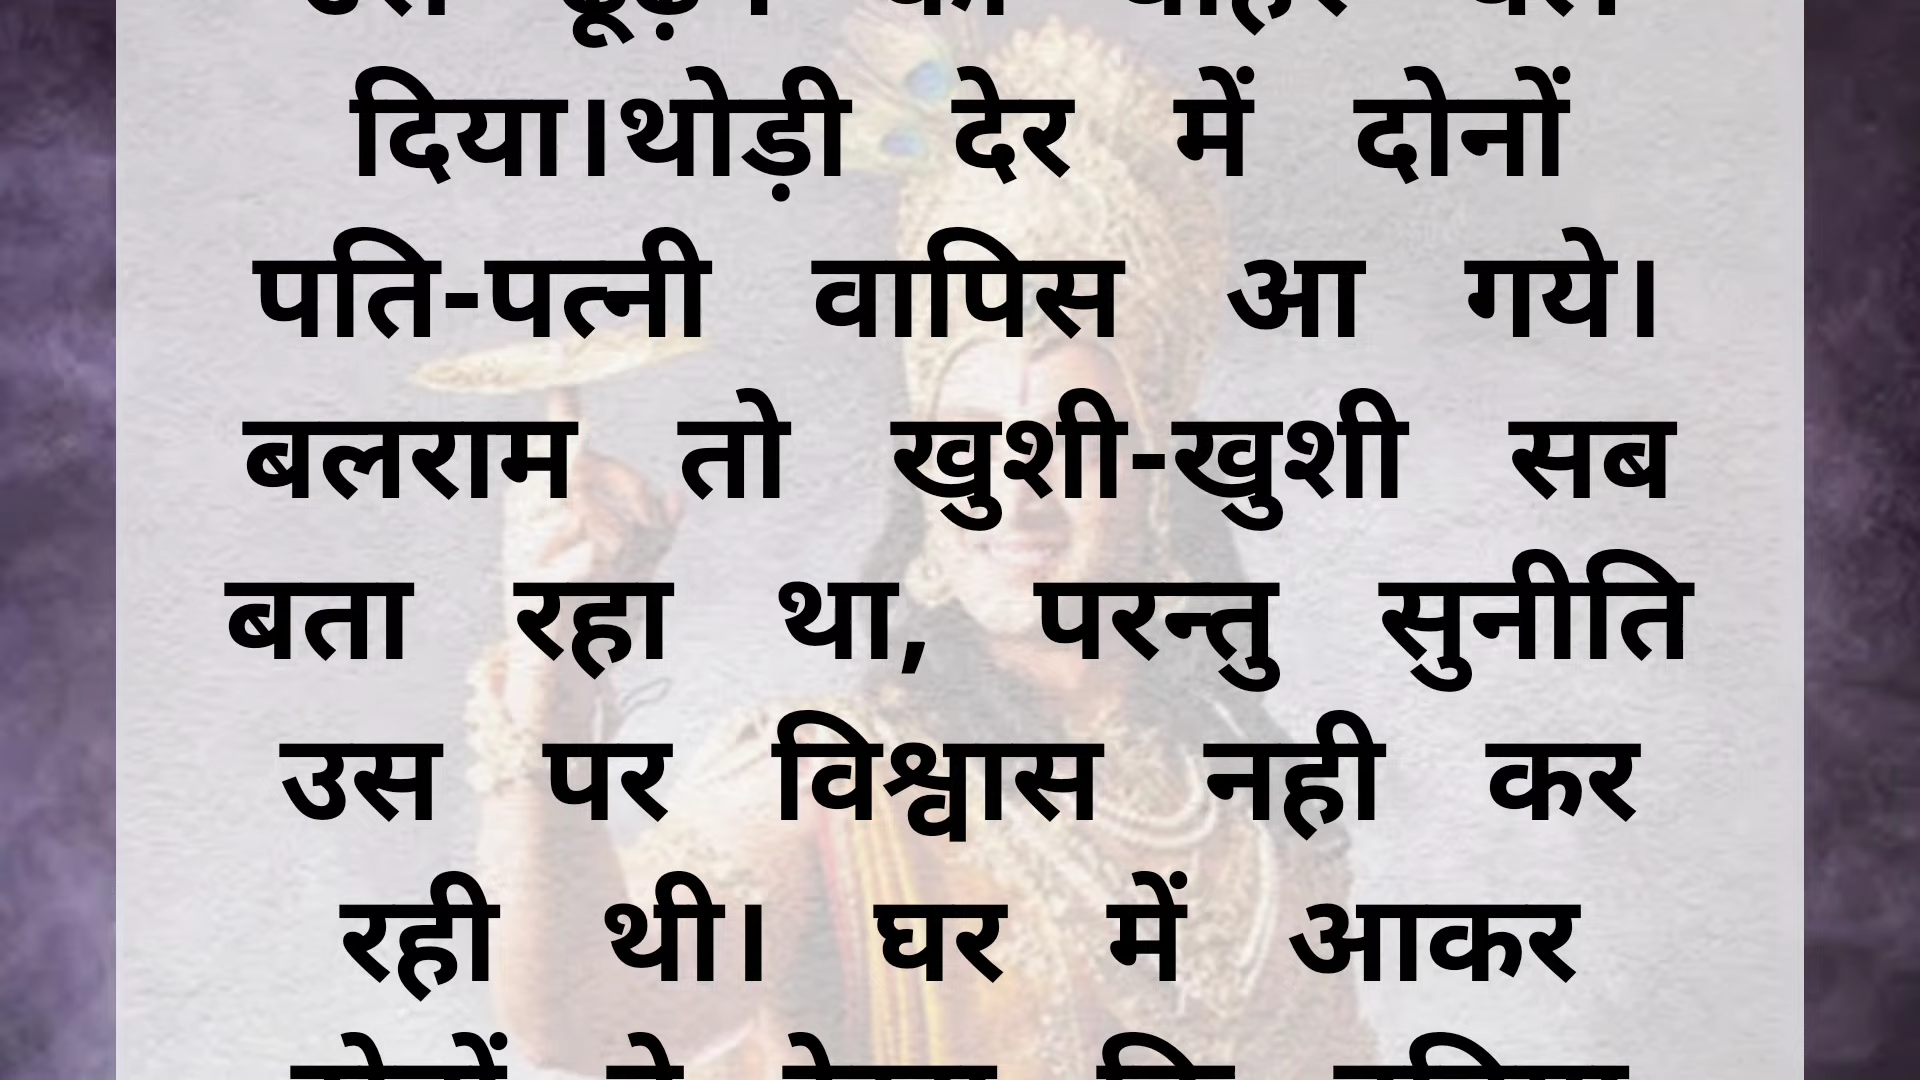 दिया।थोड़ी देर में दोनों
पति-पत्नी वापिस आ गये।
बलराम तो खुशी-खुशी सब
बता रहा था, परन्तु सुनीति
उस पर विश्वास नही कर
रही थी। घर में आकर